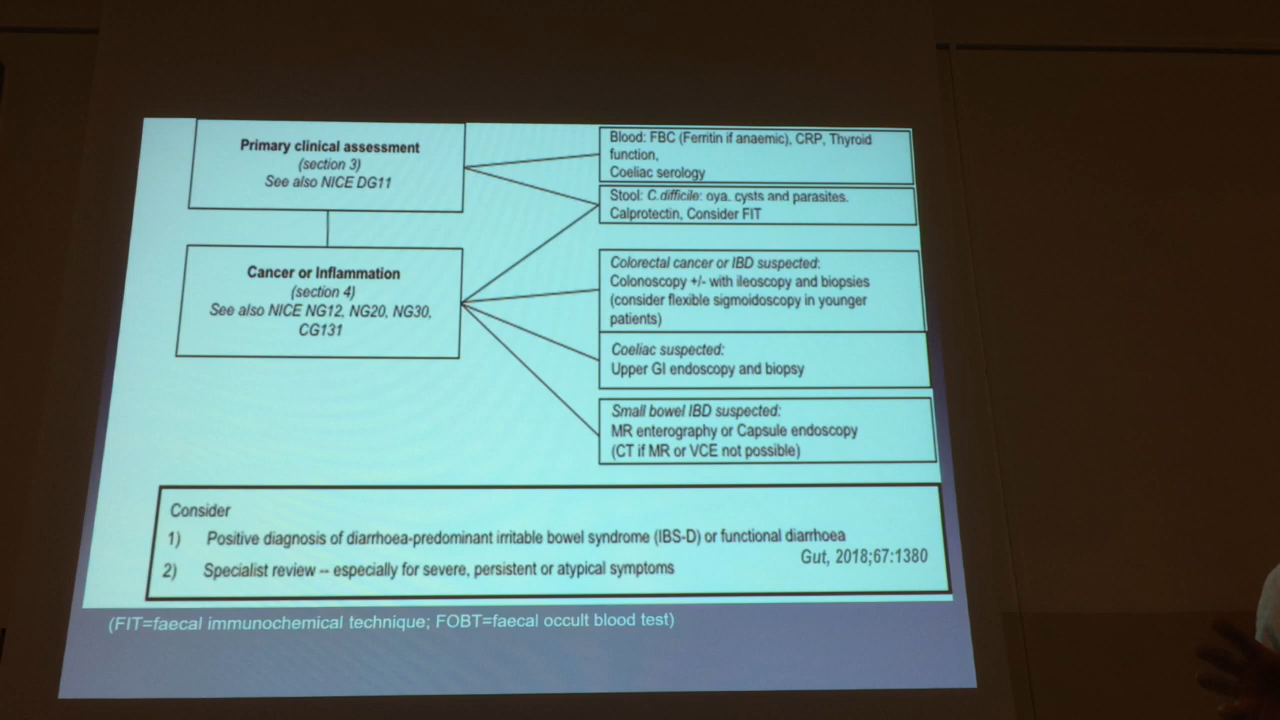 Primary clinical assessment
(section 3)
See also NICE DG11
Blood: FBC (Ferritin if anaemic), CRP, Thyroid
function,
Coeliac serology
Stool: C.difficile: ova. cysts and parasites.
Calprotectin, Consider FIT
Cancer or Inflammation
(section 4)
See also NICE NG12, NG20, NG30,
CG131
Colorectal cancer or IBD suspected:
Colonoscopy +/- with ileoscopy and biopsies
(consider flexible sigmoidoscopy in younger
patients)
Coeliac suspected:
Upper GI endoscopy and biopsy
Small bowel IBD suspected:
MR enterography or Capsule endoscopy
(CT if MR or VCE not possible)
Consider
1) Positive diagnosis of diarrhoea-predominant irritable bowel syndrome (IBS-D) or functional diarrhoea
Gut, 2018;67:1380
2) Specialist review -- especially for severe, persistent or atypical symptoms
(FIT=faecal immunochemical technique; FOBT=faecal occult blood test)